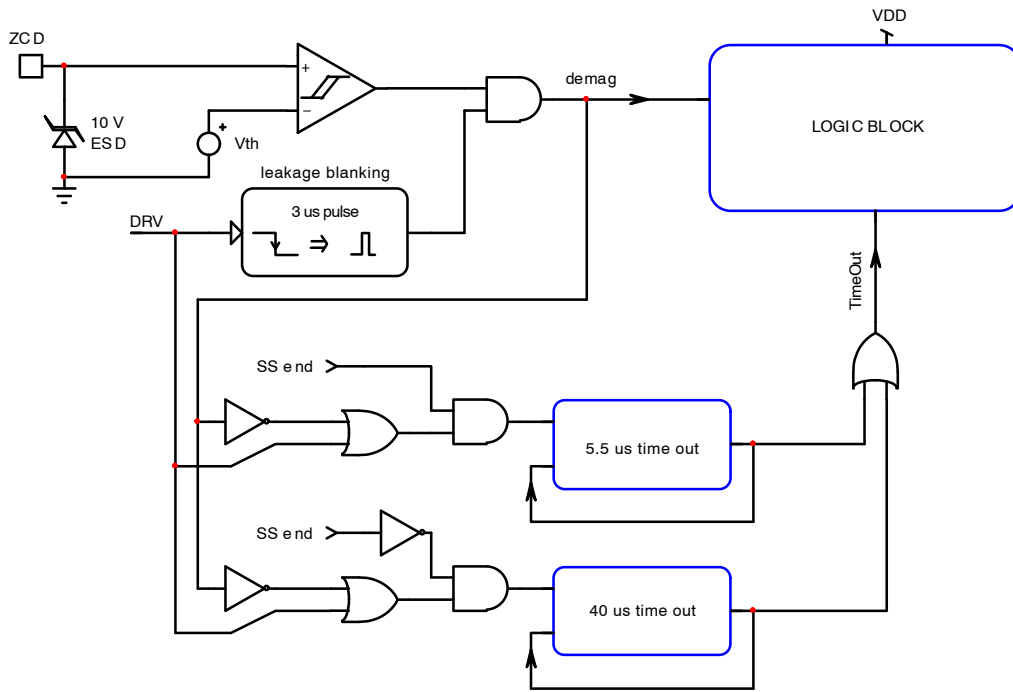 VDD
ZCD
demag
10 V
ESD
+
−
+
Vth
LOGIC BLOCK
leakage blanking
3 us pulse
DRV
TimeOut
SS end
5.5 us time out
SS end
40 us time out